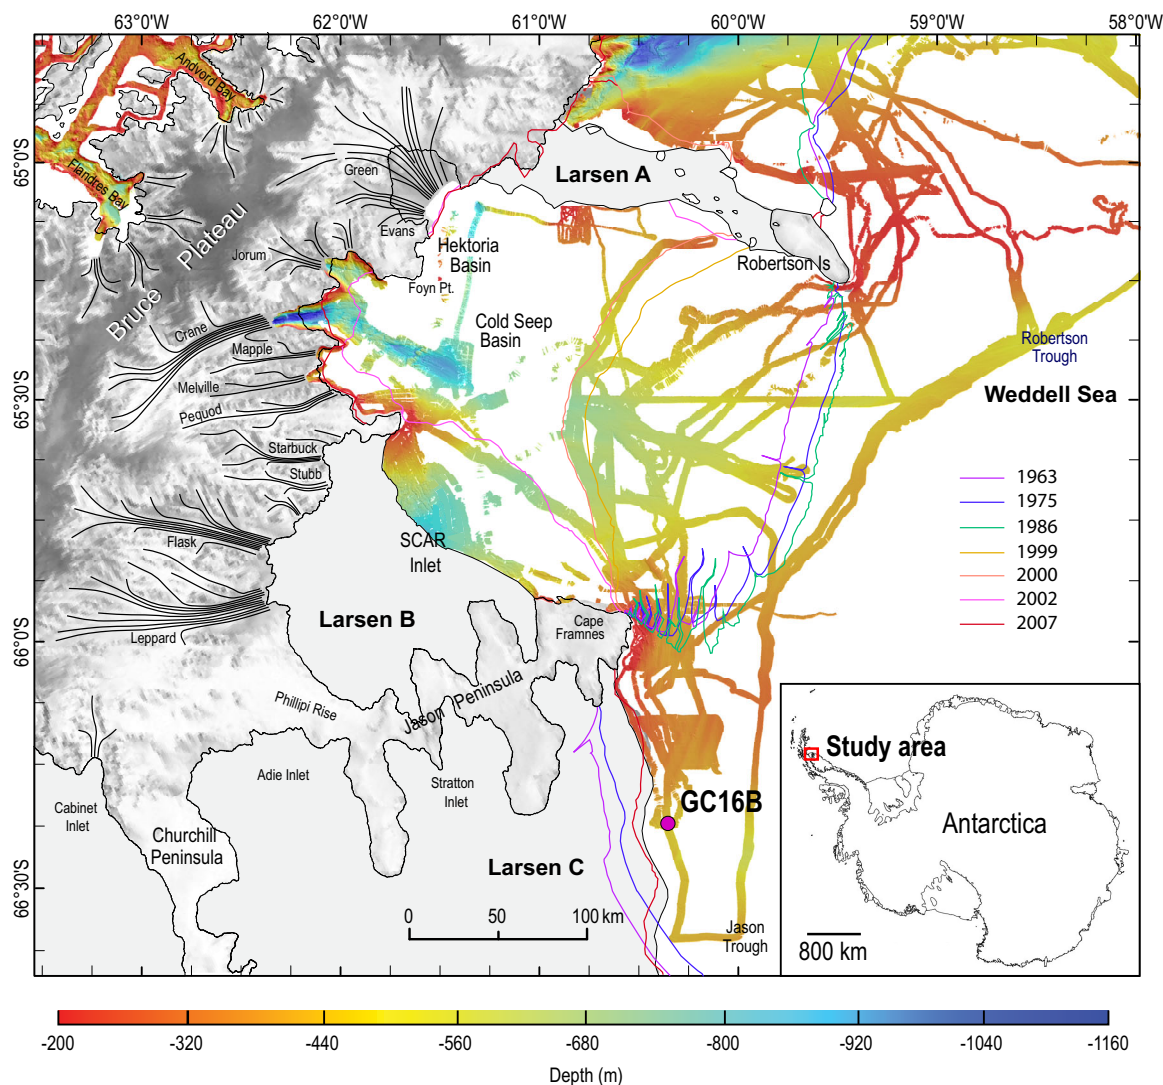 63°0'W 62°0'W 61°0'W 60°0'W 59°0'W 58°0'W
65°0'S
65°30'S
66°0'S
66°30'S
Andvord Bay
Flandres Bay
Bruce Plateau
Green
Evans
Jorum
Crane
Mapple
Melville
Pequod
Starbuck
Stubb
Flask
Leppard
Larsen A
Hektoria
Basin
Foyn Pt.
Robertson Is
Cold Seep
Basin
Robertson
Trough
Weddell Sea
SCAR
Inlet
Larsen B
Cape
Framnes
Jason Peninsula
Phillipi Rise
Adie Inlet
Stratton
Inlet
Cabinet
Inlet
Churchill
Peninsula
Larsen C
GC16B
Jason
Trough
0 50 100 km
1963
1975
1986
1999
2000
2002
2007
Study area
Antarctica
800 km
-200 -320 -440 -560 -680 -800 -920 -1040 -1160
Depth (m)